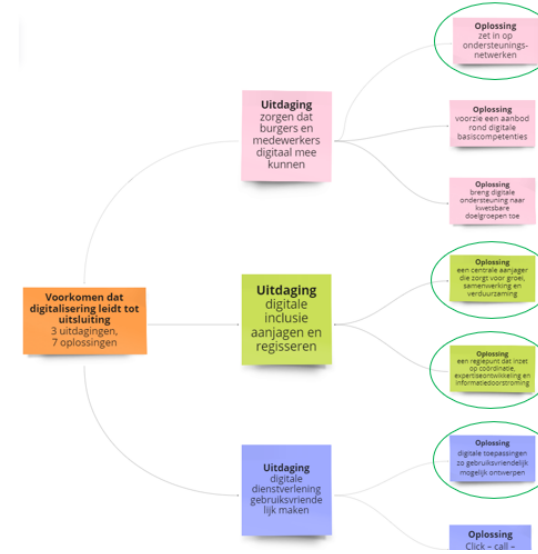 Oplossing
zet in op
ondersteunings-
netwerken
Uitdaging
zorgen dat
burgers en
medewerkers
digitaal mee
kunnen
Oplossing
voorzie een aanbod
rond digitale
basiscompetenties
Oplossing
breng digitale
ondersteuning naar
kwetsbare
doelgroepen toe
Voorkomen dat
digitalisering leidt tot
uitsluiting
3 uitdagingen,
7 oplossingen
Uitdaging
digitale
inclusie
aanjagen en
regisseren
Oplossing
een centrale aanjager
die zorgt voor groei,
samenwerking en
verduurzaming
Oplossing
een regiepunt dat inzet
op coördinatie,
expertiseontwikkeling en
informatiedoorstroming
Uitdaging
digitale
dienstverlening
gebruiksvriende
lijk maken
Oplossing
digitale toepassingen
zo gebruiksvriendelijk
mogelijk ontwerpen
Oplossing
Click – call –